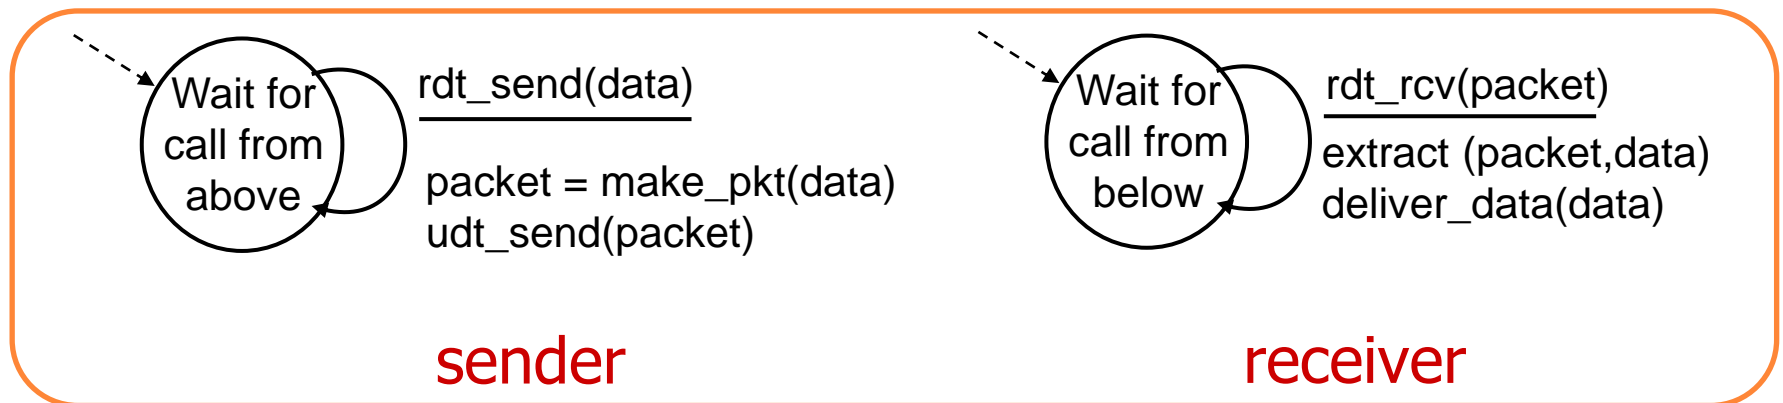 Wait for
call from
above
rdt_send(data)
packet = make_pkt(data)
udt_send(packet)
sender
Wait for
call from
below
rdt_rcv(packet)
extract (packet,data)
deliver_data(data)
receiver